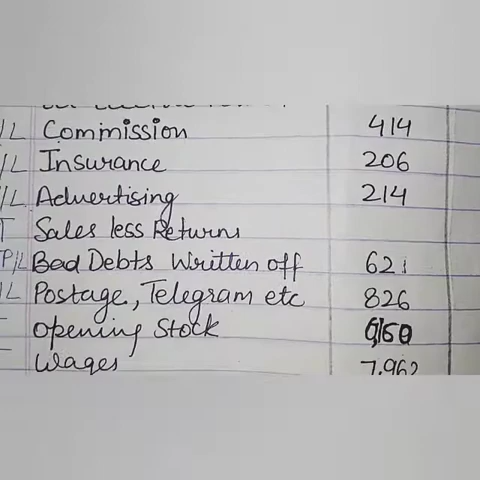 /L Commission 414
/L Insurance 206
/L Advertising 214
T Sales less Returns
P/L Bad Debts Written off 621
/L Postage, Telegram etc 826
Opening Stock
Wages 7,962